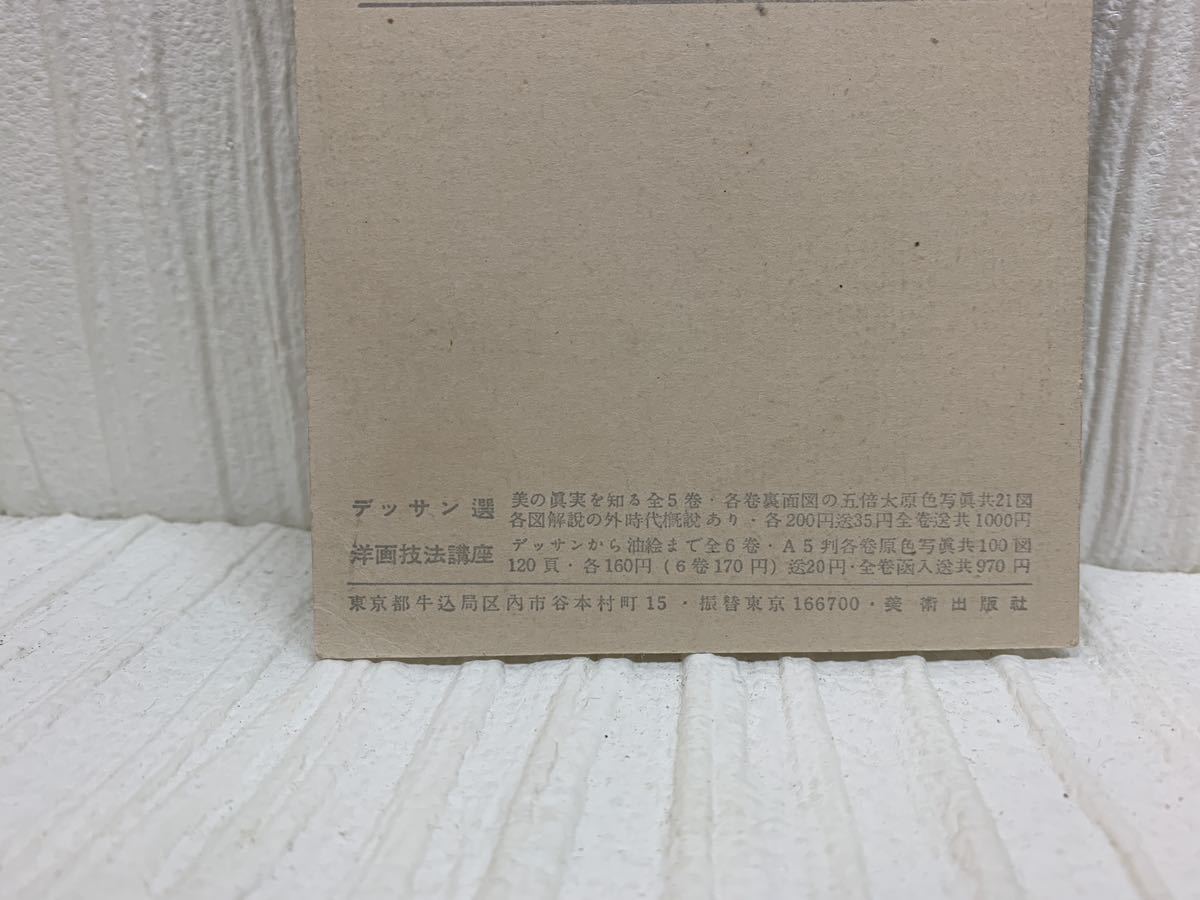 デッサン選 美の眞実を知る全5巻・各巻裏面図の五倍大原色写眞共21図
各図解説の外時代概説あり・各200円送35円全巻送共1000円
洋画技法講座 デッサンから油絵まで全6巻・A5判各巻原色写眞共100図
120頁・各160円(6巻170円)送20円・全巻函入送共970円
東京都牛込局区内市谷本村町15・振替東京166700・美術出版社